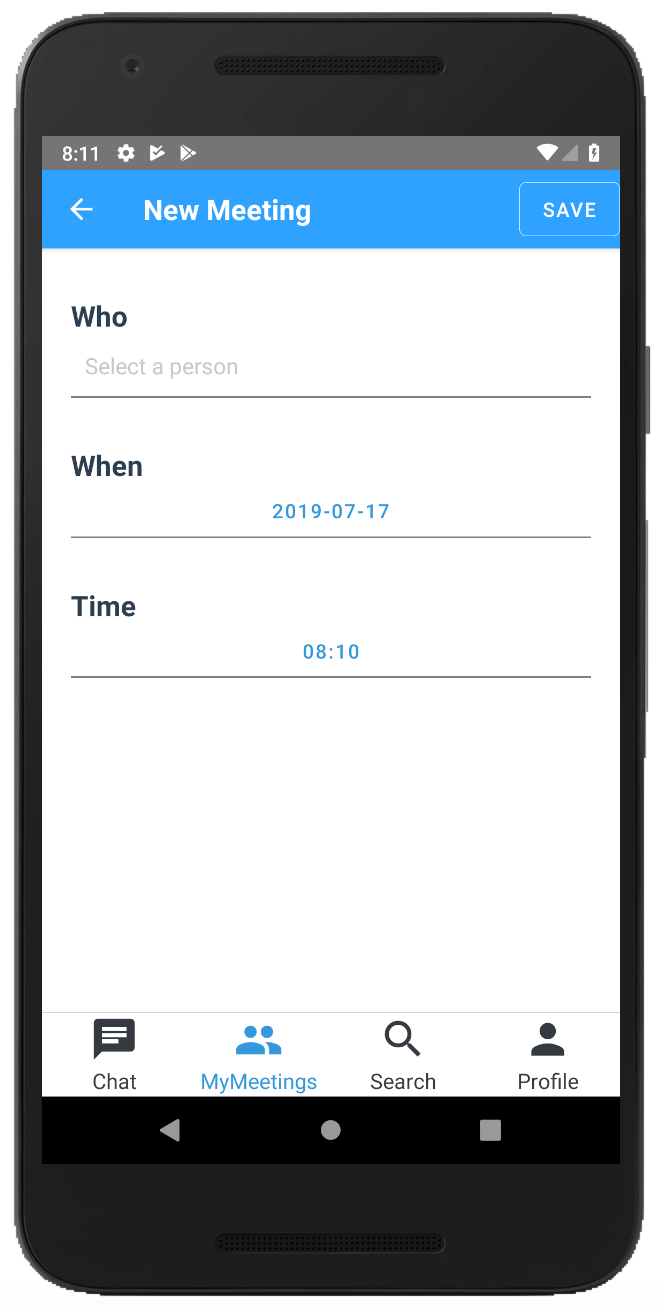 8:11
New Meeting
SAVE
Who
Select a person
When
2019-07-17
Time
08:10
Chat MyMeetings Search Profile